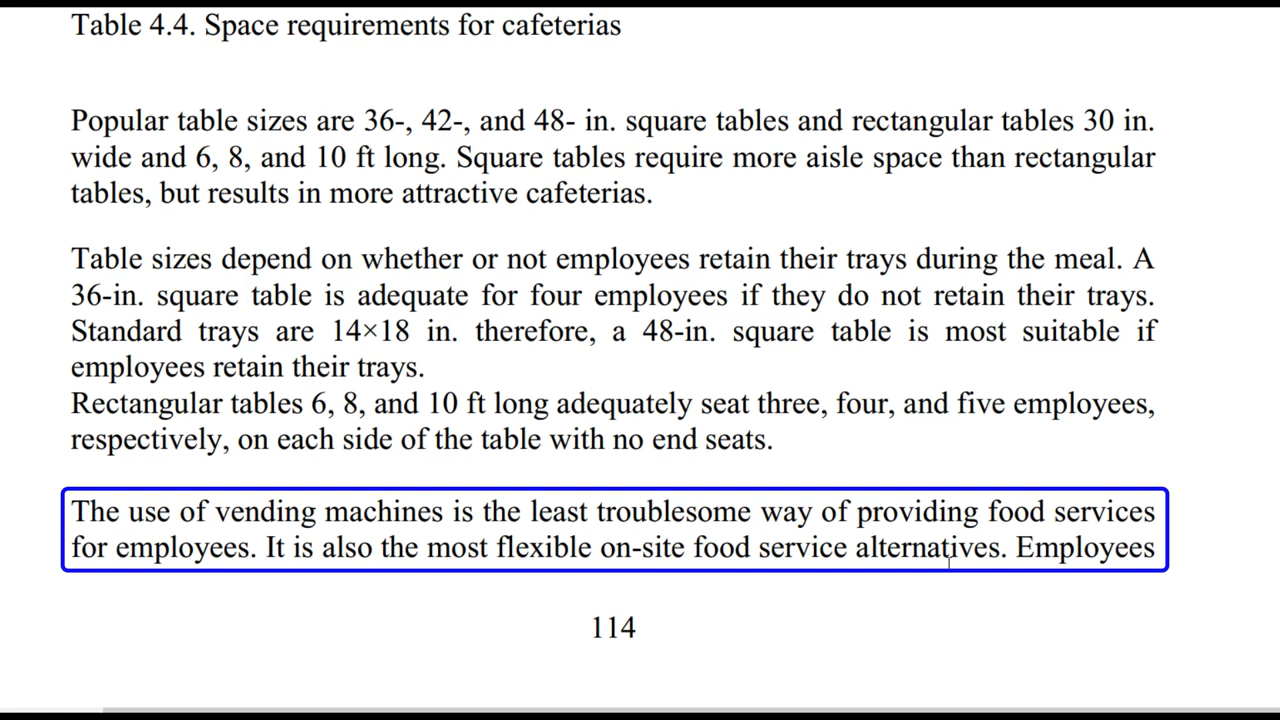 Table 4.4. Space requirements for cafeterias
Popular table sizes are 36-, 42-, and 48- in. square tables and rectangular tables 30 in.
wide and 6, 8, and 10 ft long. Square tables require more aisle space than rectangular
tables, but results in more attractive cafeterias.
Table sizes depend on whether or not employees retain their trays during the meal. A
36-in. square table is adequate for four employees if they do not retain their trays.
Standard trays are 14×18 in. therefore, a 48-in. square table is most suitable if
employees retain their trays.
Rectangular tables 6, 8, and 10 ft long adequately seat three, four, and five employees,
respectively, on each side of the table with no end seats.
The use of vending machines is the least troublesome way of providing food services
for employees. It is also the most flexible on-site food service alternatives. Employees
114